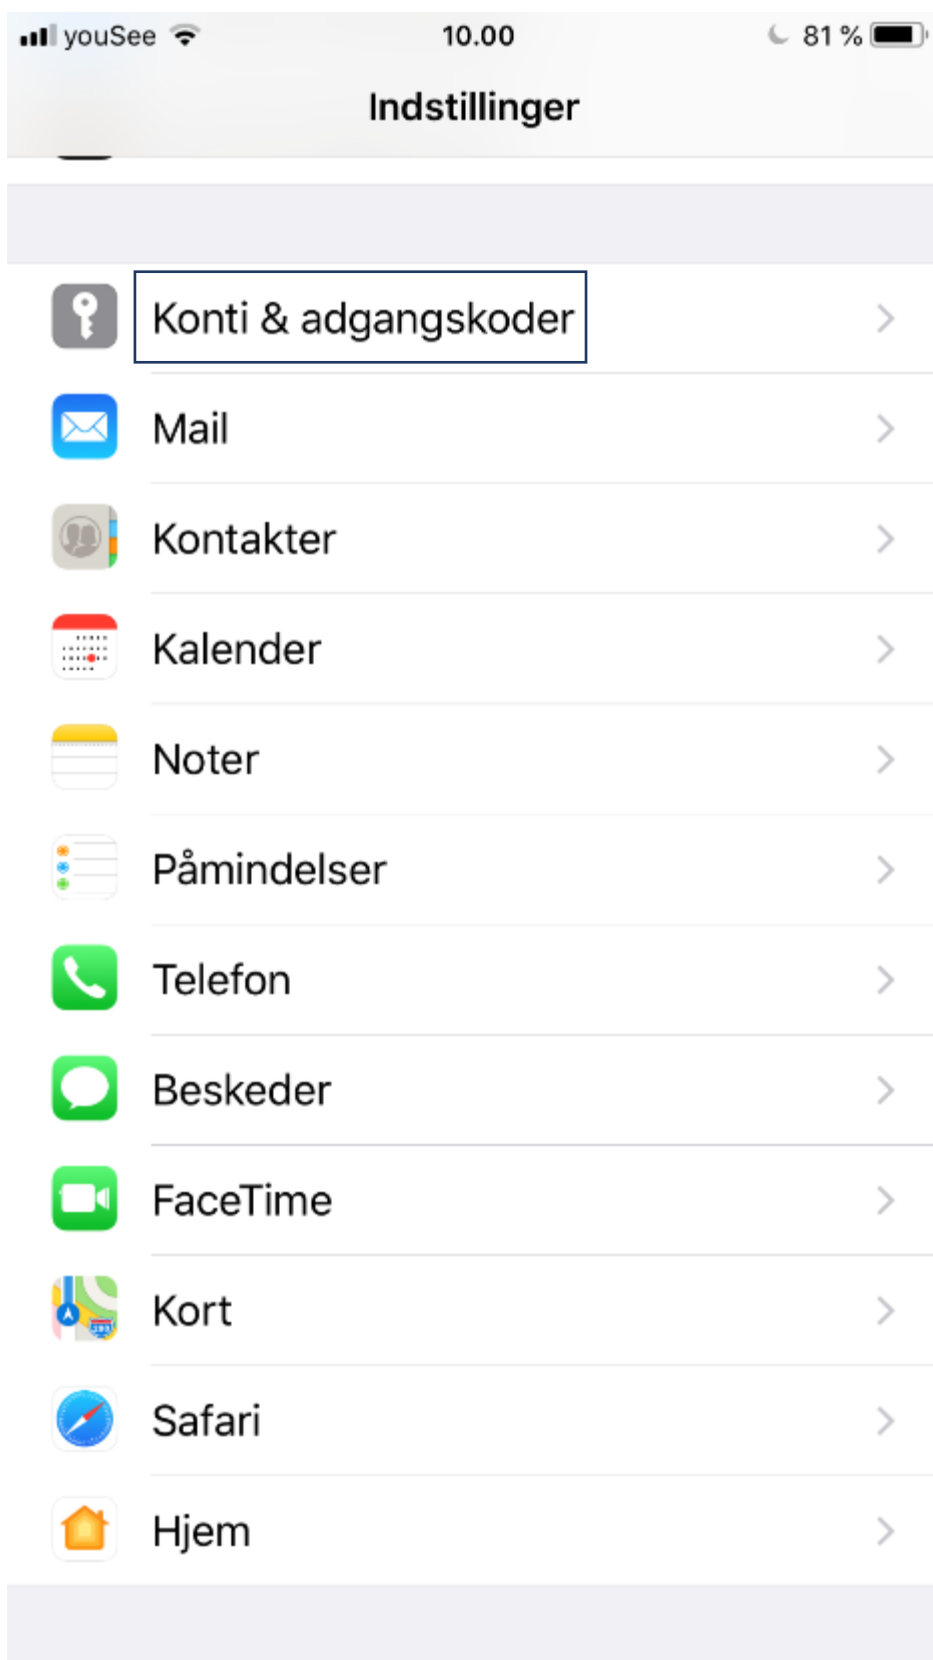 youSee 10.00 81 %
Indstillinger
Konti & adgangskoder
Mail
Kontakter
Kalender
Noter
Påmindelser
Telefon
Beskeder
FaceTime
Kort
Safari
Hjem